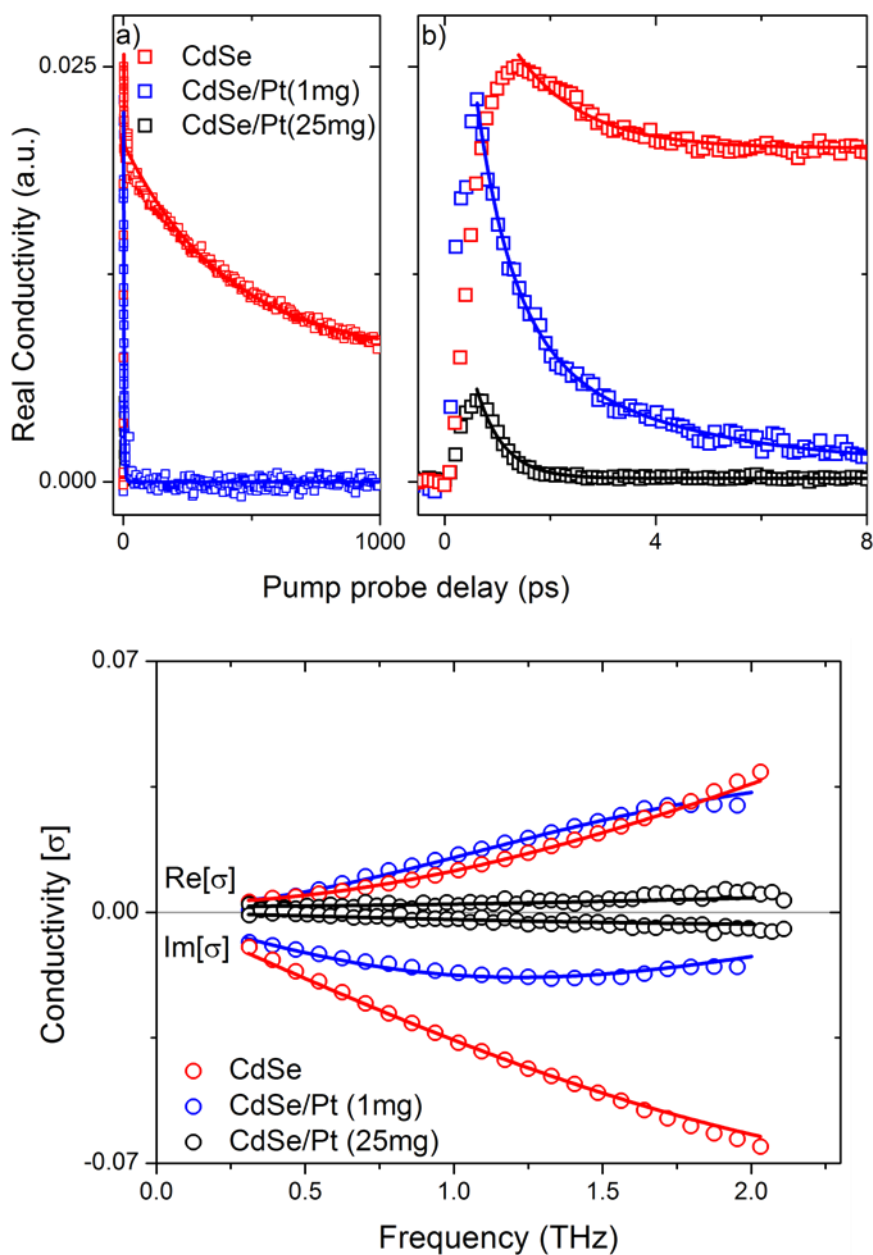 a)
CdSe
CdSe/Pt(1mg)
CdSe/Pt(25mg)
b)
0.025
0.000
Real Conductivity (a.u.)
0
1000
0
4
8
Pump probe delay (ps)
0.07
0.00
-0.07
Conductivity [σ]
Re[σ]
Im[σ]
CdSe
CdSe/Pt (1mg)
CdSe/Pt (25mg)
0.0
0.5
1.0
1.5
2.0
Frequency (THz)